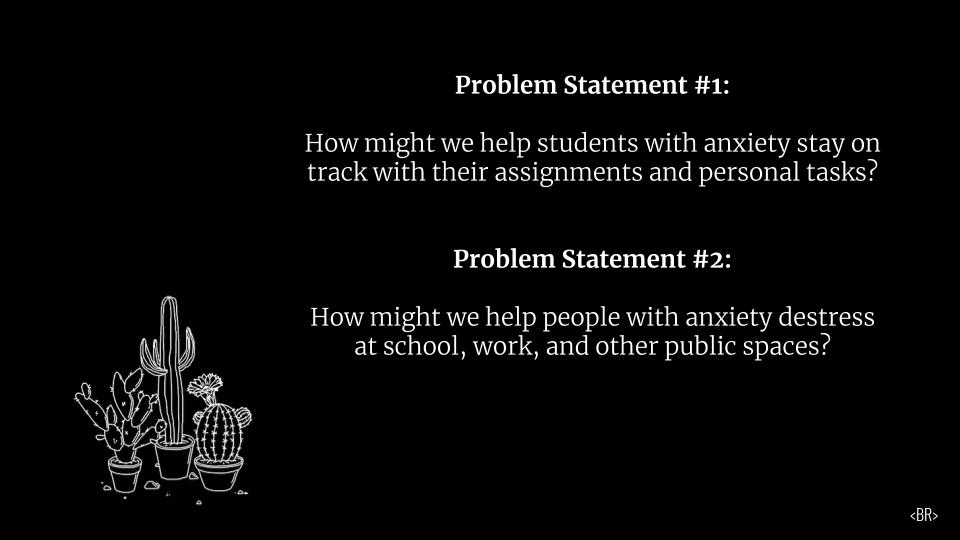 Problem Statement #1:
How might we help students with anxiety stay on
track with their assignments and personal tasks?
Problem Statement #2:
How might we help people with anxiety destress
at school, work, and other public spaces?
<BR>